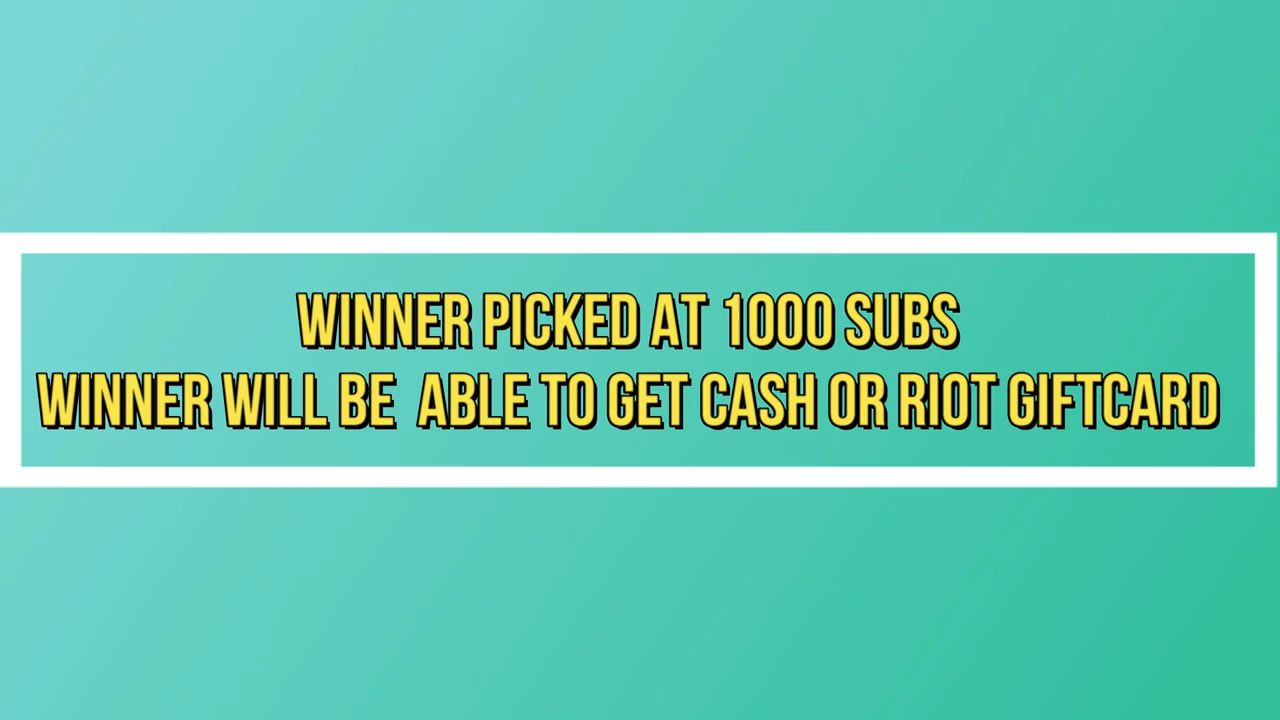 WINNER PICKED AT 1000 SUBS
WINNER WILL BE  ABLE TO GET CASH OR RIOT GIFTCARD